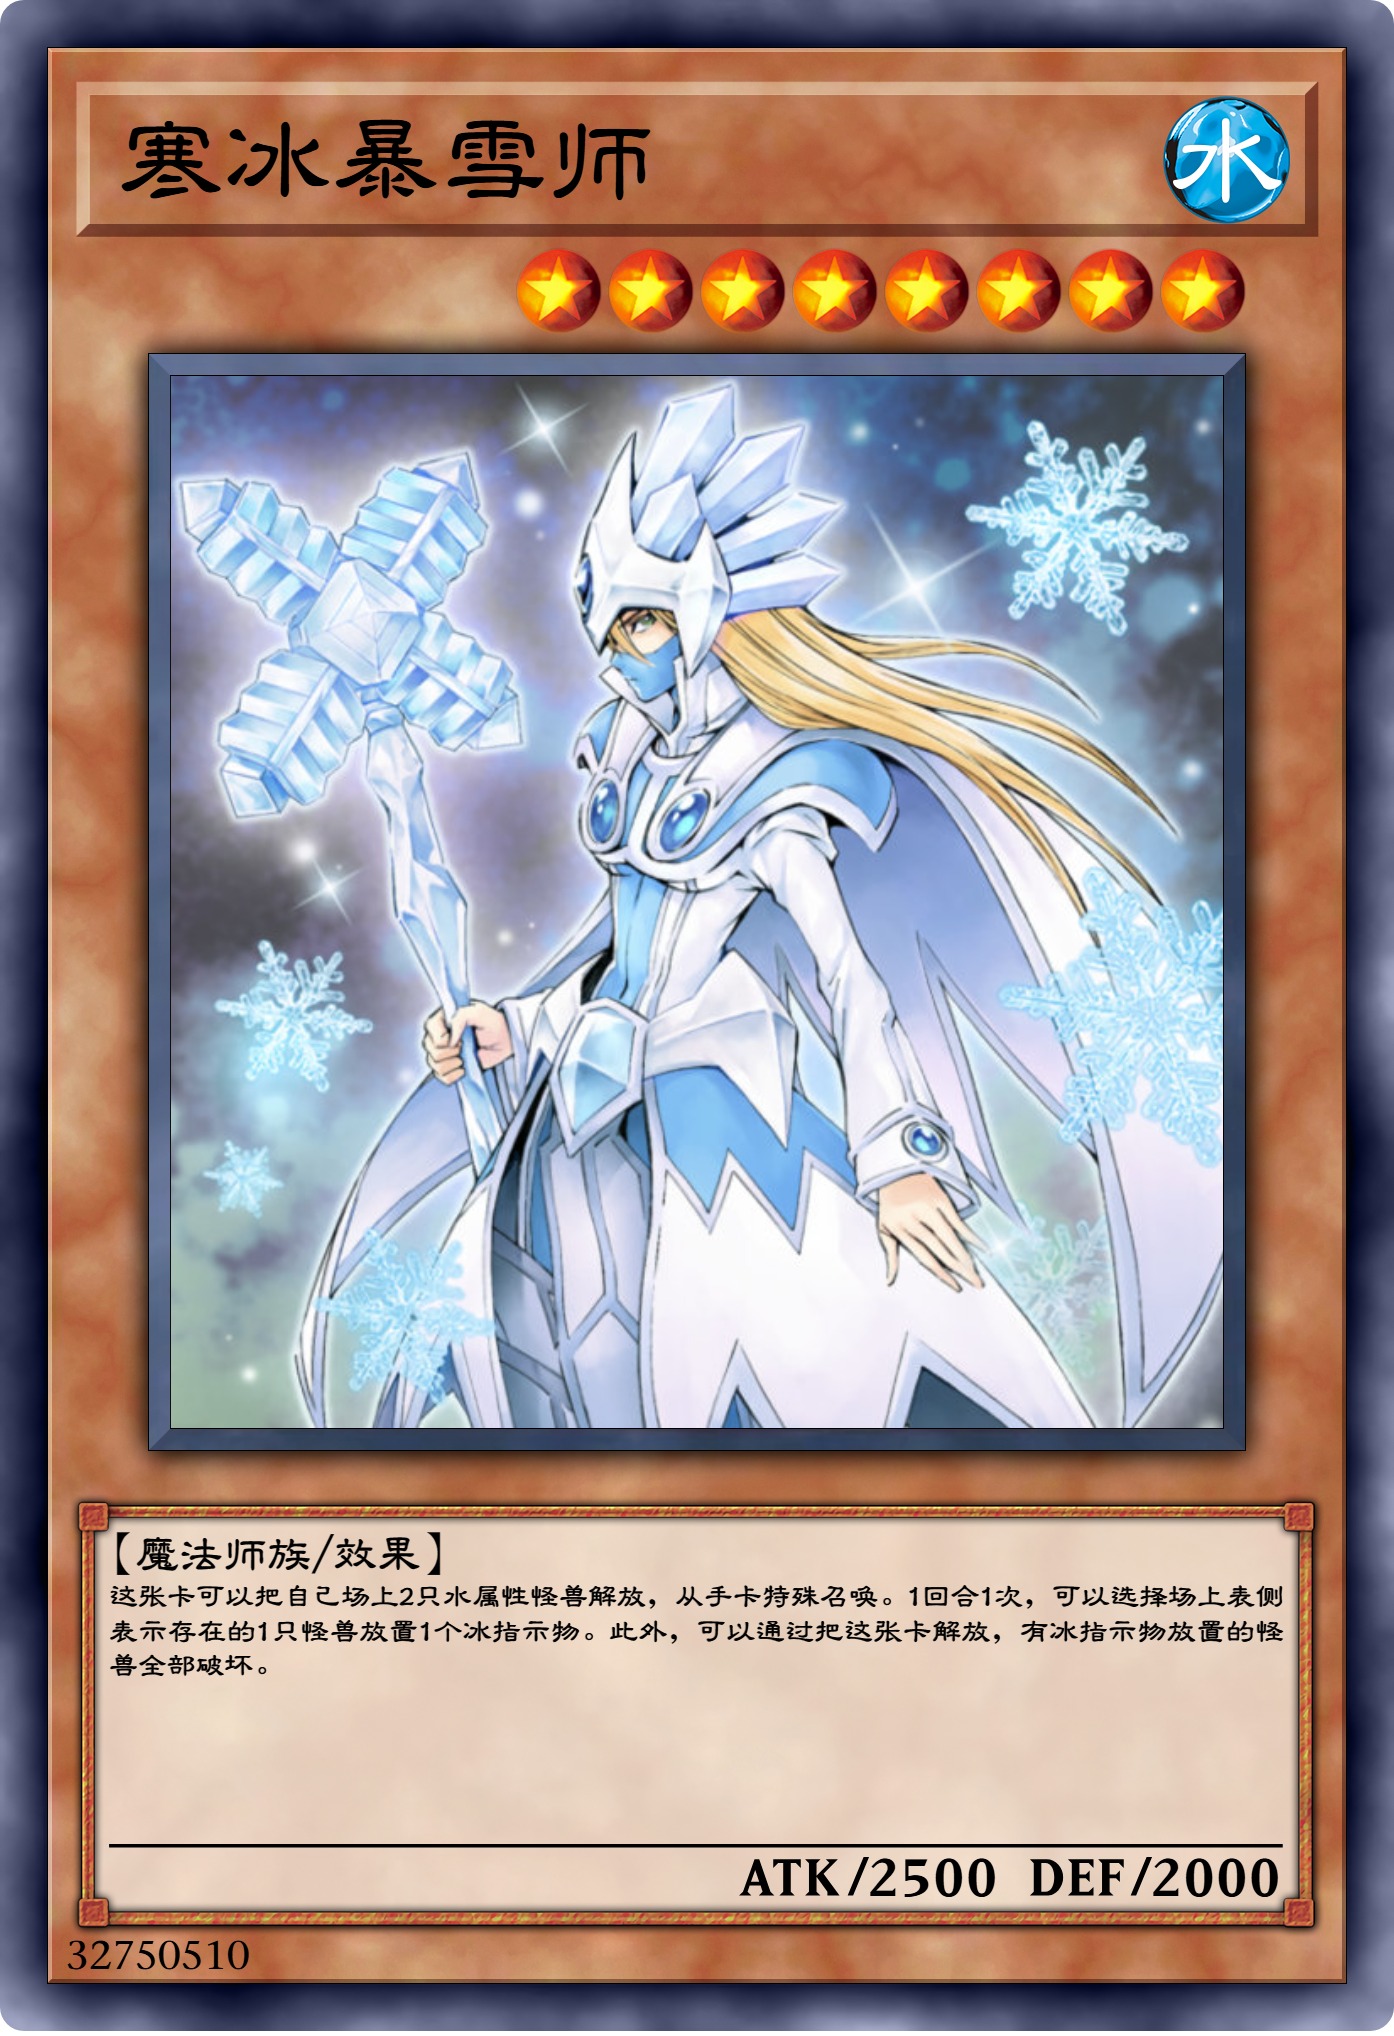 寒冰暴雪师
水
【魔法师族/效果】
这张卡可以把自己场上2只水属性怪兽解放，从手卡特殊召唤。1回合1次，可以选择场上表侧
表示存在的1只怪兽放置1个冰指示物。此外，可以通过把这张卡解放，有冰指示物放置的怪
兽全部破坏。
ATK/2500 DEF/2000
32750510